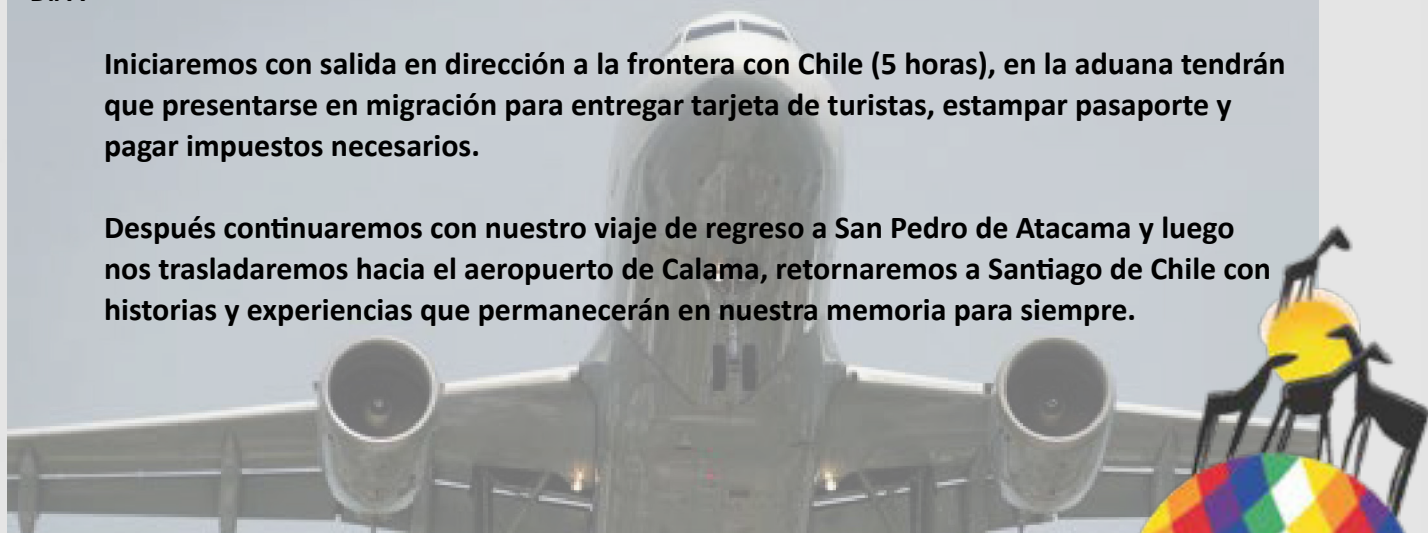 Iniciaremos con salida en dirección a la frontera con Chile (5 horas), en la aduana tendrán
que presentarse en migración para entregar tarjeta de turistas, estampar pasaporte y
pagar impuestos necesarios.
Después continuaremos con nuestro viaje de regreso a San Pedro de Atacama y luego
nos trasladaremos hacia el aeropuerto de Calama, retornaremos a Santiago de Chile con
historias y experiencias que permanecerán en nuestra memoria para siempre.